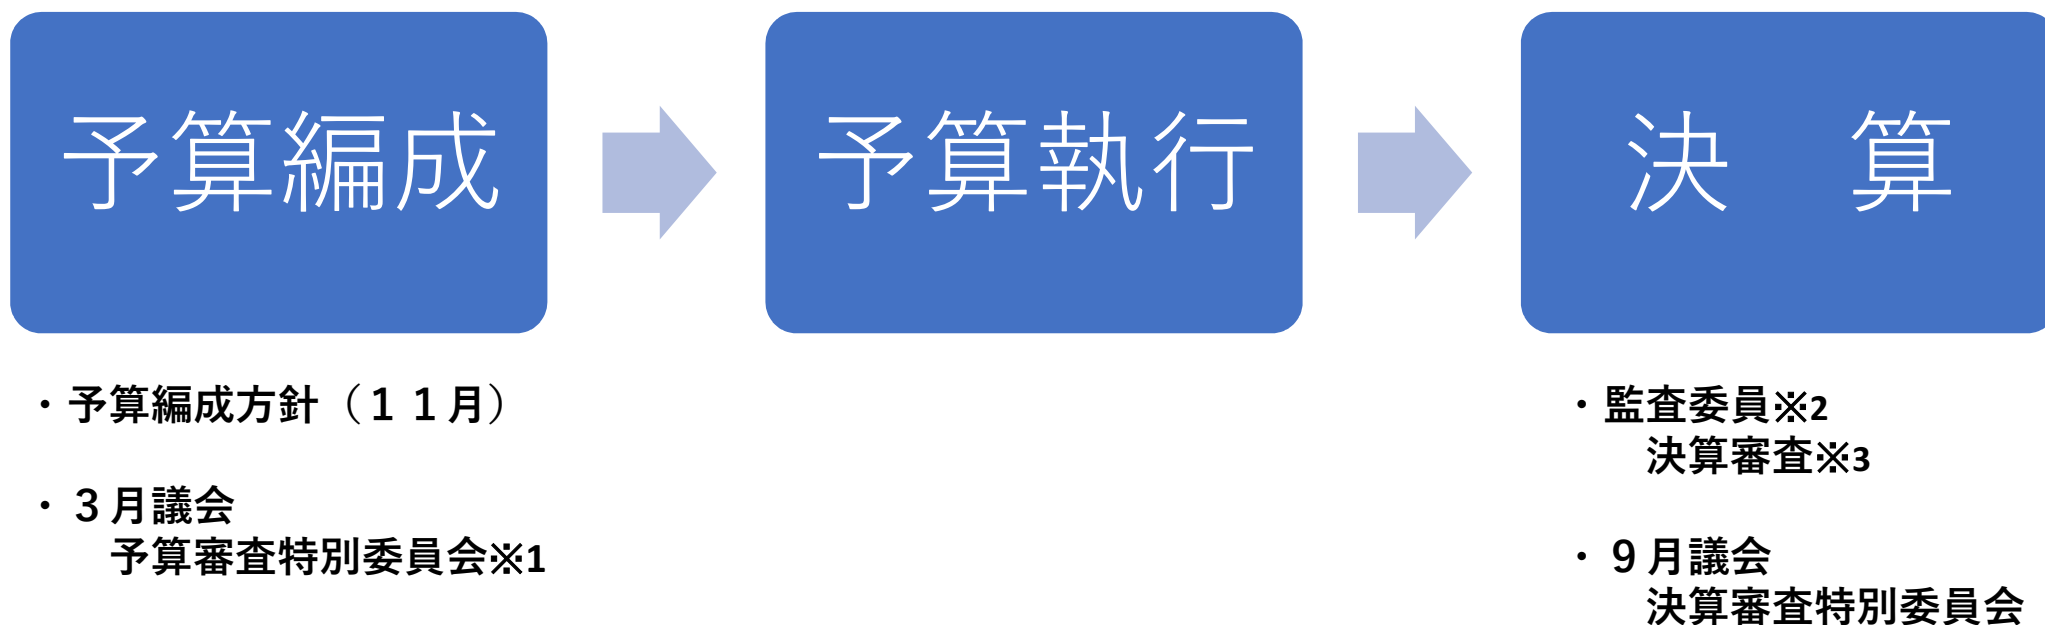 予算編成
予算執行
決　算
・予算編成方針（１１月）
・３月議会
予算審査特別委員会※1
・監査委員※2
決算審査※3
・９月議会
決算審査特別委員会